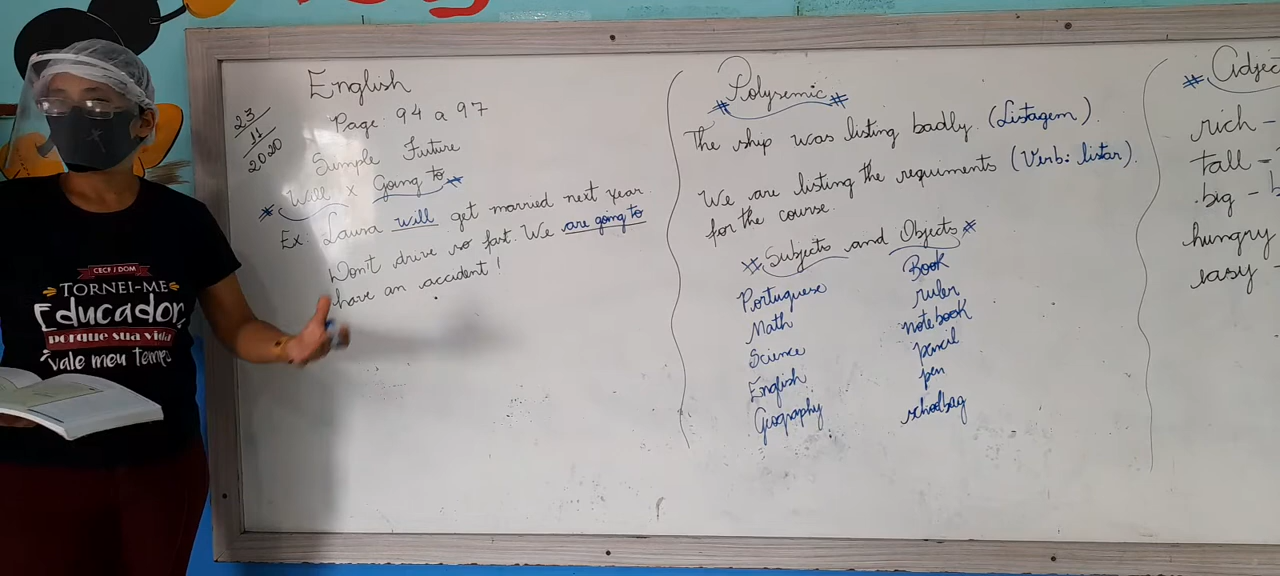 English
23
11
2020
Page: 94 a 97
Simple Future
* Will x Going to *
Ex: Laura will get married next year.
Don't drive so fast. We are going to
have an accident!
* Polysemic *
The ship was listing badly. (Listagem).
We are listing the requiments (Verb: listar).
for the course.
* Subjects and Objects *
Portuguese
Math
Science
English
Geography
Book
ruler
notebook
pencil
pen
schoolbag
rich -
tall -
big -
hungry
easy -
CECF J DOM
TORNEI-ME
Educador
porque sua vida
vale meu tempo